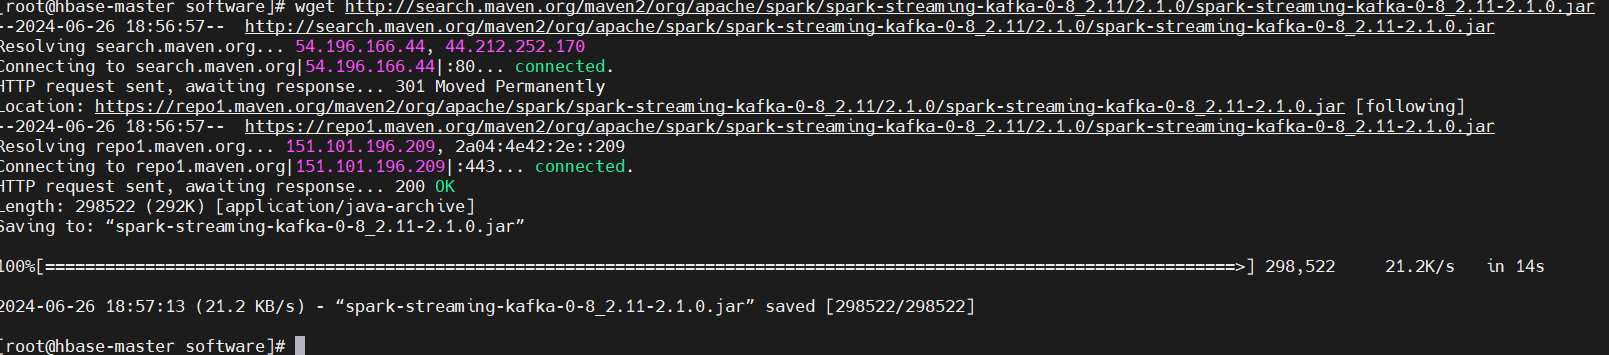 [root@hbase-master software]# wget http://search.maven.org/maven2/org/apache/spark/spark-streaming-kafka-0-8_2.11/2.1.0/spark-streaming-kafka-0-8_2.11-2.1.0.jar
--2024-06-26 18:56:57--  http://search.maven.org/maven2/org/apache/spark/spark-streaming-kafka-0-8_2.11/2.1.0/spark-streaming-kafka-0-8_2.11-2.1.0.jar
Resolving search.maven.org... 54.196.166.44, 44.212.252.170
Connecting to search.maven.org|54.196.166.44|:80... connected.
HTTP request sent, awaiting response... 301 Moved Permanently
Location: https://repo1.maven.org/maven2/org/apache/spark/spark-streaming-kafka-0-8_2.11/2.1.0/spark-streaming-kafka-0-8_2.11-2.1.0.jar [following]
--2024-06-26 18:56:57--  https://repo1.maven.org/maven2/org/apache/spark/spark-streaming-kafka-0-8_2.11/2.1.0/spark-streaming-kafka-0-8_2.11-2.1.0.jar
Resolving repo1.maven.org... 151.101.196.209, 2a04:4e42:2e::209
Connecting to repo1.maven.org|151.101.196.209|:443... connected.
HTTP request sent, awaiting response... 200 OK
Length: 298522 (292K) [application/java-archive]
Saving to: “spark-streaming-kafka-0-8_2.11-2.1.0.jar”
100%[=======================================================================================================================>] 298,522     21.2K/s   in 14s
2024-06-26 18:57:13 (21.2 KB/s) - “spark-streaming-kafka-0-8_2.11-2.1.0.jar” saved [298522/298522]
[root@hbase-master software]#